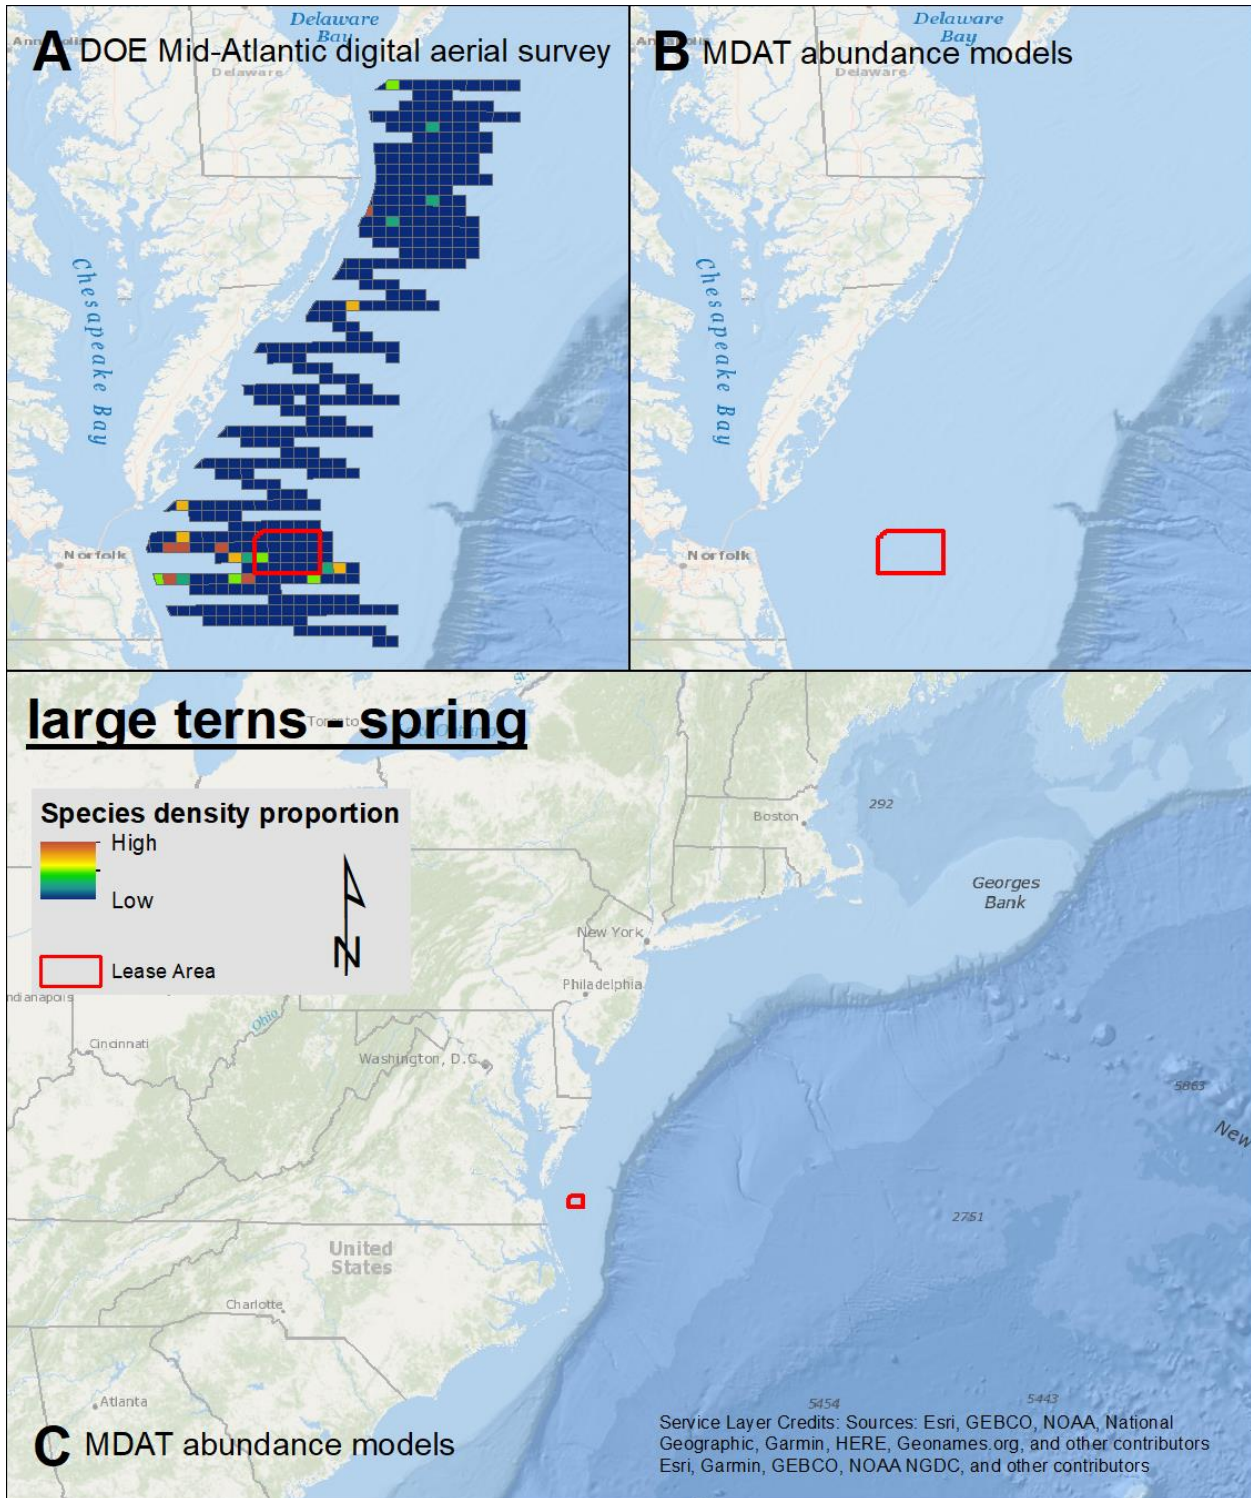 Delaware
Bay
A DOE Mid-Atlantic digital aerial survey
Delaware
Chesapeake Bay
Norfolk
Delaware
Bay
B MDAT abundance models
Delaware
Chesapeake Bay
Norfolk
large terns - spring
Toronto
Species density proportion
High
Low
Lease Area
N
292
Boston
Georges
Bank
New York
Philadelphia
ndianapolis
Ohio
Cincinnati
Washington, D.C.
5863
New
2751
United
States
Charlotte
Atlanta
5454
5443
C MDAT abundance models
Service Layer Credits: Sources: Esri, GEBCO, NOAA, National
Geographic, Garmin, HERE, Geonames.org, and other contributors
Esri, Garmin, GEBCO, NOAA NGDC, and other contributors